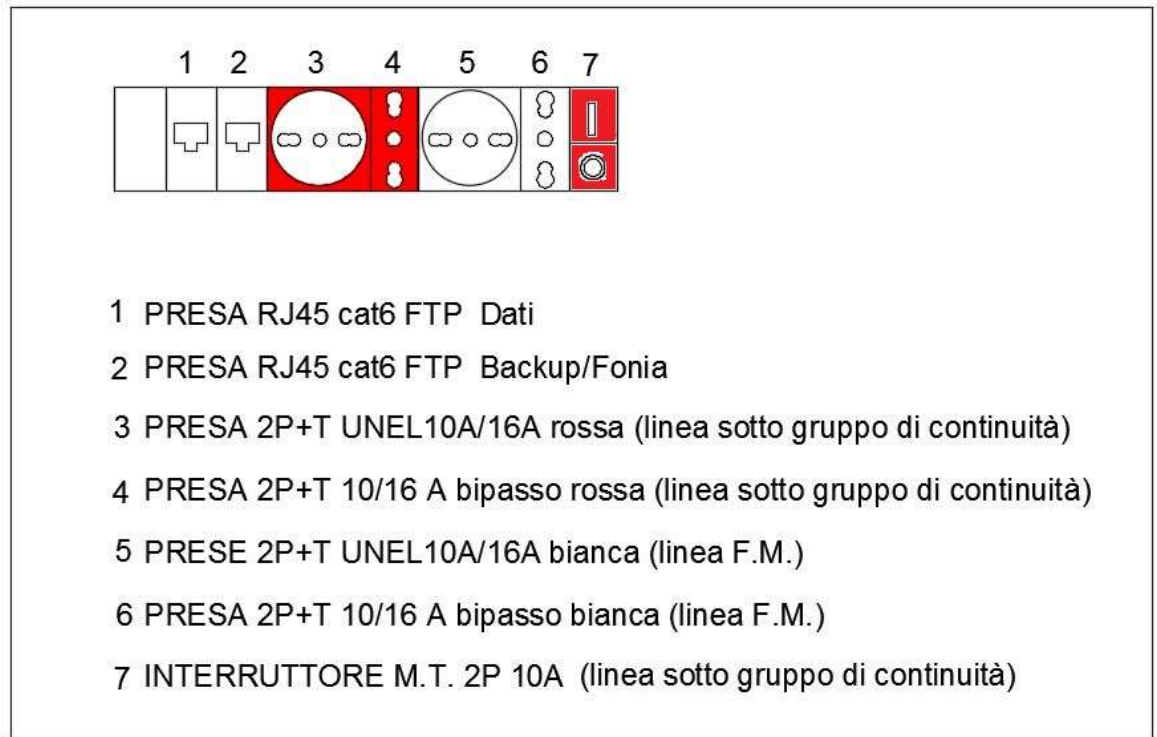 1 2 3 4 5 6 7
1 PRESA RJ45 cat6 FTP Dati
2 PRESA RJ45 cat6 FTP Backup/Fonia
3 PRESA 2P+T UNEL10A/16A rossa (linea sotto gruppo di continuità)
4 PRESA 2P+T 10/16 A bipasso rossa (linea sotto gruppo di continuità)
5 PRESE 2P+T UNEL10A/16A bianca (linea F.M.)
6 PRESA 2P+T 10/16 A bipasso bianca (linea F.M.)
7 INTERRUTTORE M.T. 2P 10A (linea sotto gruppo di continuità)